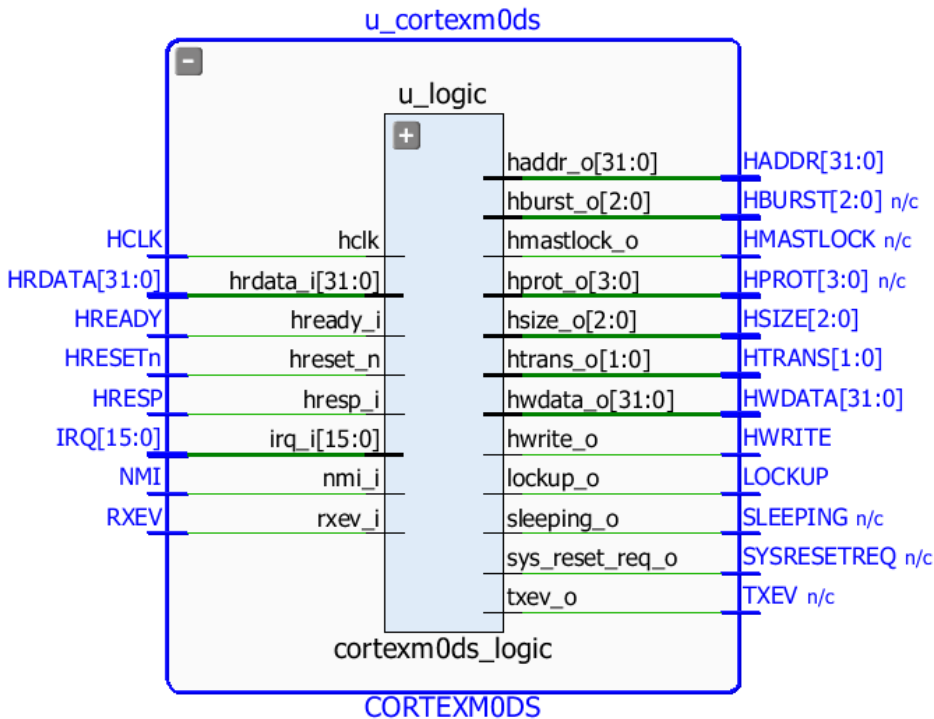 u_cortexm0ds
u_logic
haddr_o[31:0] HADDR[31:0]
hburst_o[2:0] HBURST[2:0] n/c
HCLK hclk hmastlock_o HMASTLOCK n/c
HRDATA[31:0] hrdata_i[31:0] hprot_o[3:0] HPROT[3:0] n/c
HREADY hready_i hsize_o[2:0] HSIZE[2:0]
HRESETn hreset_n htrans_o[1:0] HTRANS[1:0]
HRESP hresp_i hwdata_o[31:0] HWDATA[31:0]
IRQ[15:0] irq_i[15:0] hwrite_o HWRITE
NMI nmi_i lockup_o LOCKUP
RXEV rxev_i sleeping_o SLEEPING n/c
sys_reset_req_o SYSRESETREQ n/c
txev_o TXEV n/c
cortexm0ds_logic
CORTEXM0DS